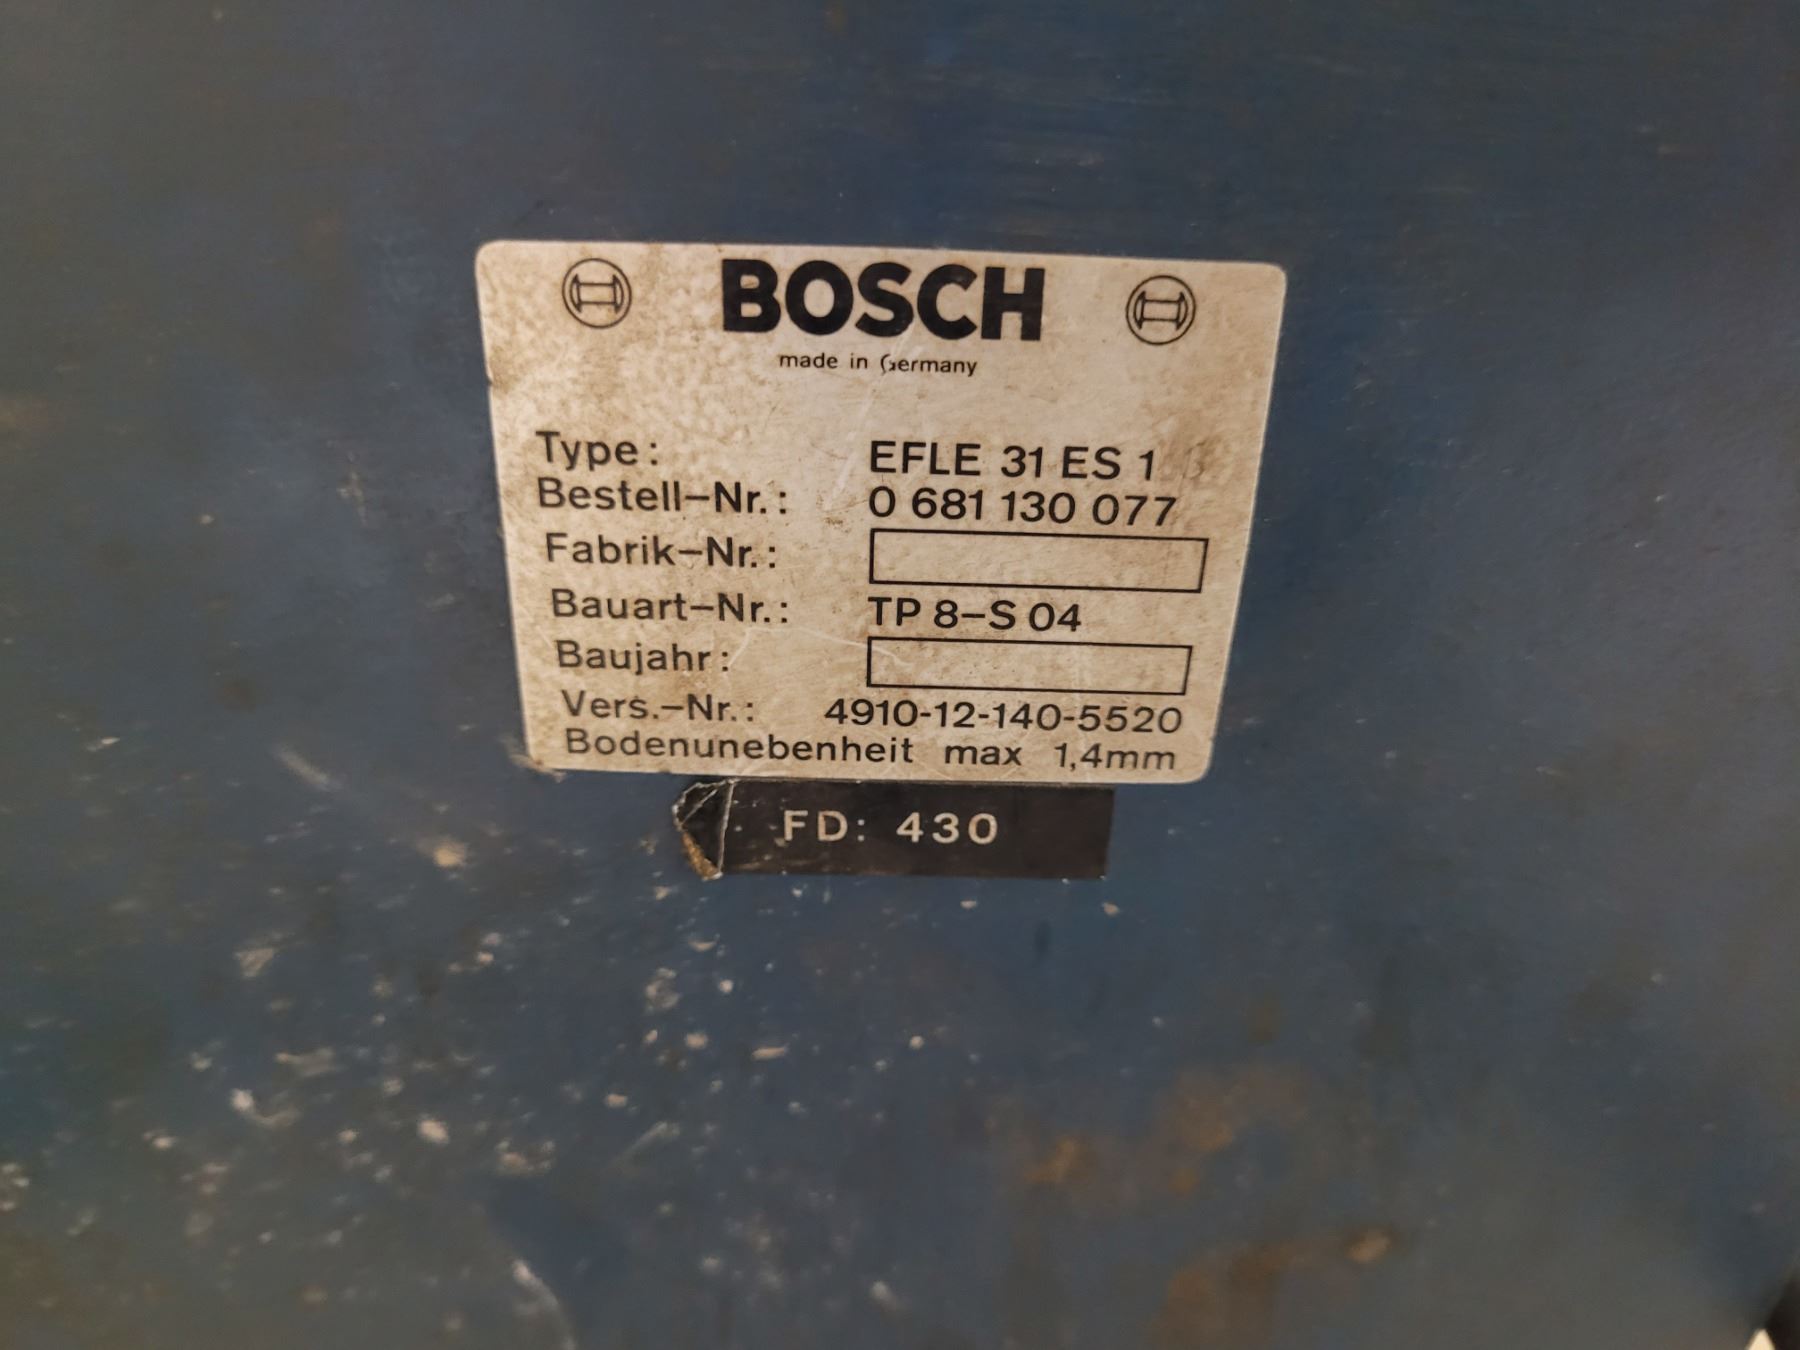 BOSCH
made in Germany
Type: EFLE 31 ES 1
Bestell-Nr.: 0 681 130 077
Fabrik-Nr.:
Bauart-Nr.: TP 8-S 04
Baujahr:
Vers.-Nr.: 4910-12-140-5520
Bodenunebenheit max 1,4mm
FD: 430